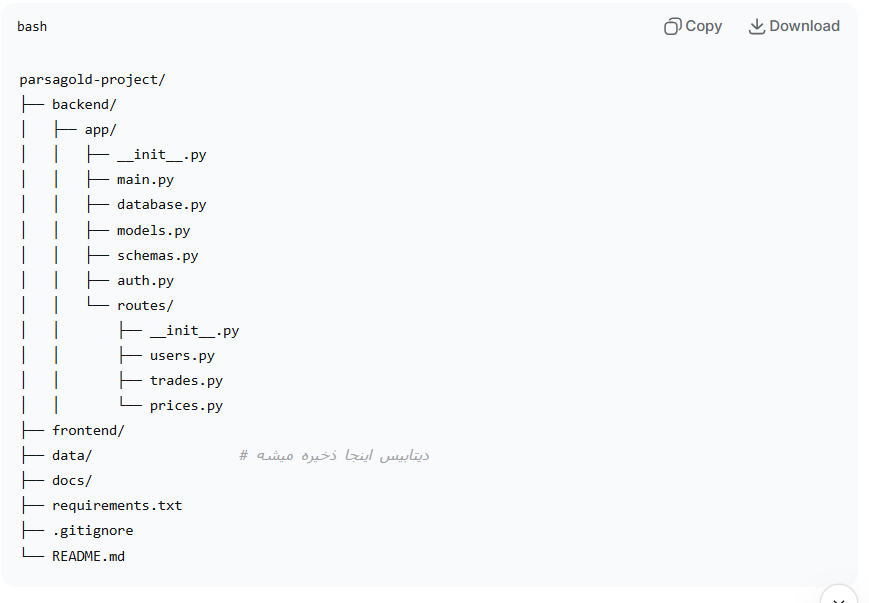 bash
Copy
Download
parsagold-project/
├── backend/
│   ├── app/
│   │   ├── __init__.py
│   │   ├── main.py
│   │   ├── database.py
│   │   ├── models.py
│   │   ├── schemas.py
│   │   ├── auth.py
│   │   └── routes/
│   │       ├── __init__.py
│   │       ├── users.py
│   │       ├── trades.py
│   │       └── prices.py
├── frontend/
├── data/                  # دیتابیس اینجا ذخیره میشه
├── docs/
├── requirements.txt
├── .gitignore
└── README.md